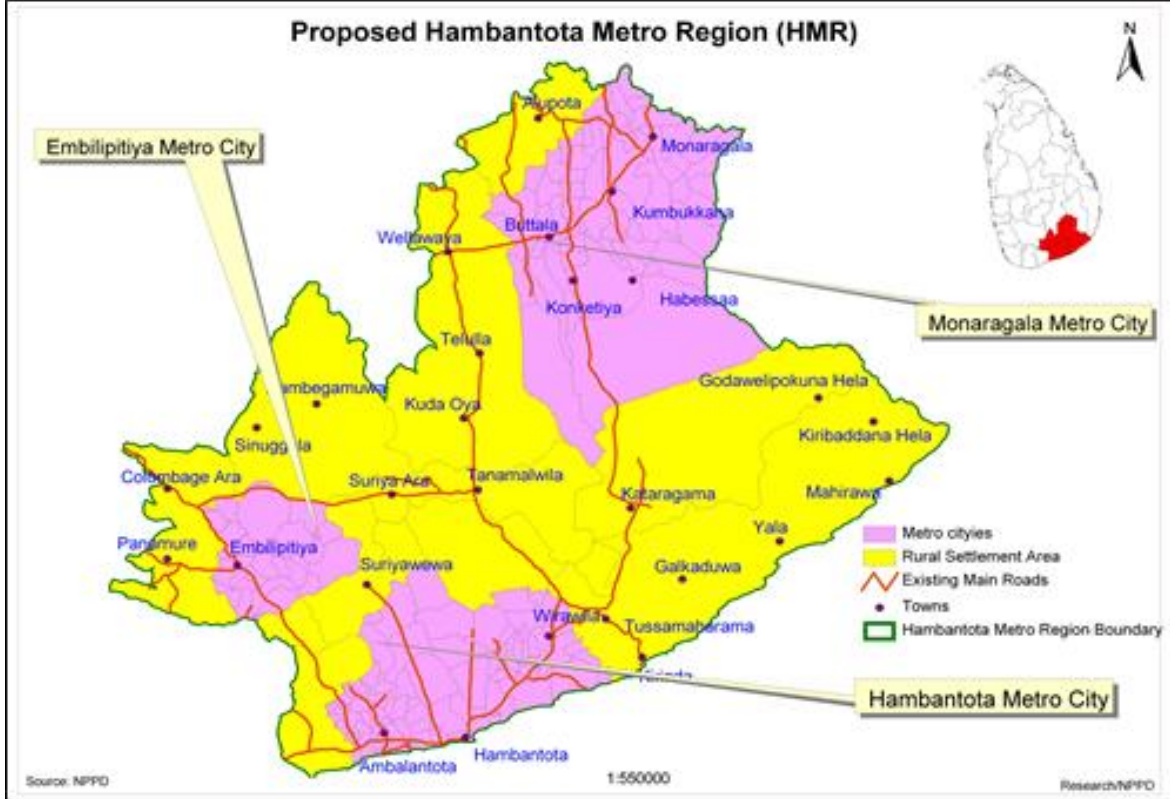 Proposed Hambantota Metro Region (HMR)
N
Embilipitiya Metro City
Alupota
Monaragala
Kumbukkana
Buttala
Wellawaya
Konketiya
Habessaa
Monaragala Metro City
Telulla
Godawelipokuna Hela
Kuda Oya
Kiribaddana Hela
Colombage Ara
Suriya Ara
Tanamalwila
Mahirawa
Kataragama
Yala
Metro cityies
Embilipitiya
Rural Settlement Area
Suriyawewa
Galkaduwa
Existing Main Roads
Towns
Wirawila
Tussamaharama
Hambantota Metro Region Boundary
Hambantota Metro City
Hambantota
Ambalantota
Source: NPPD
1:550000
Research/NPPD